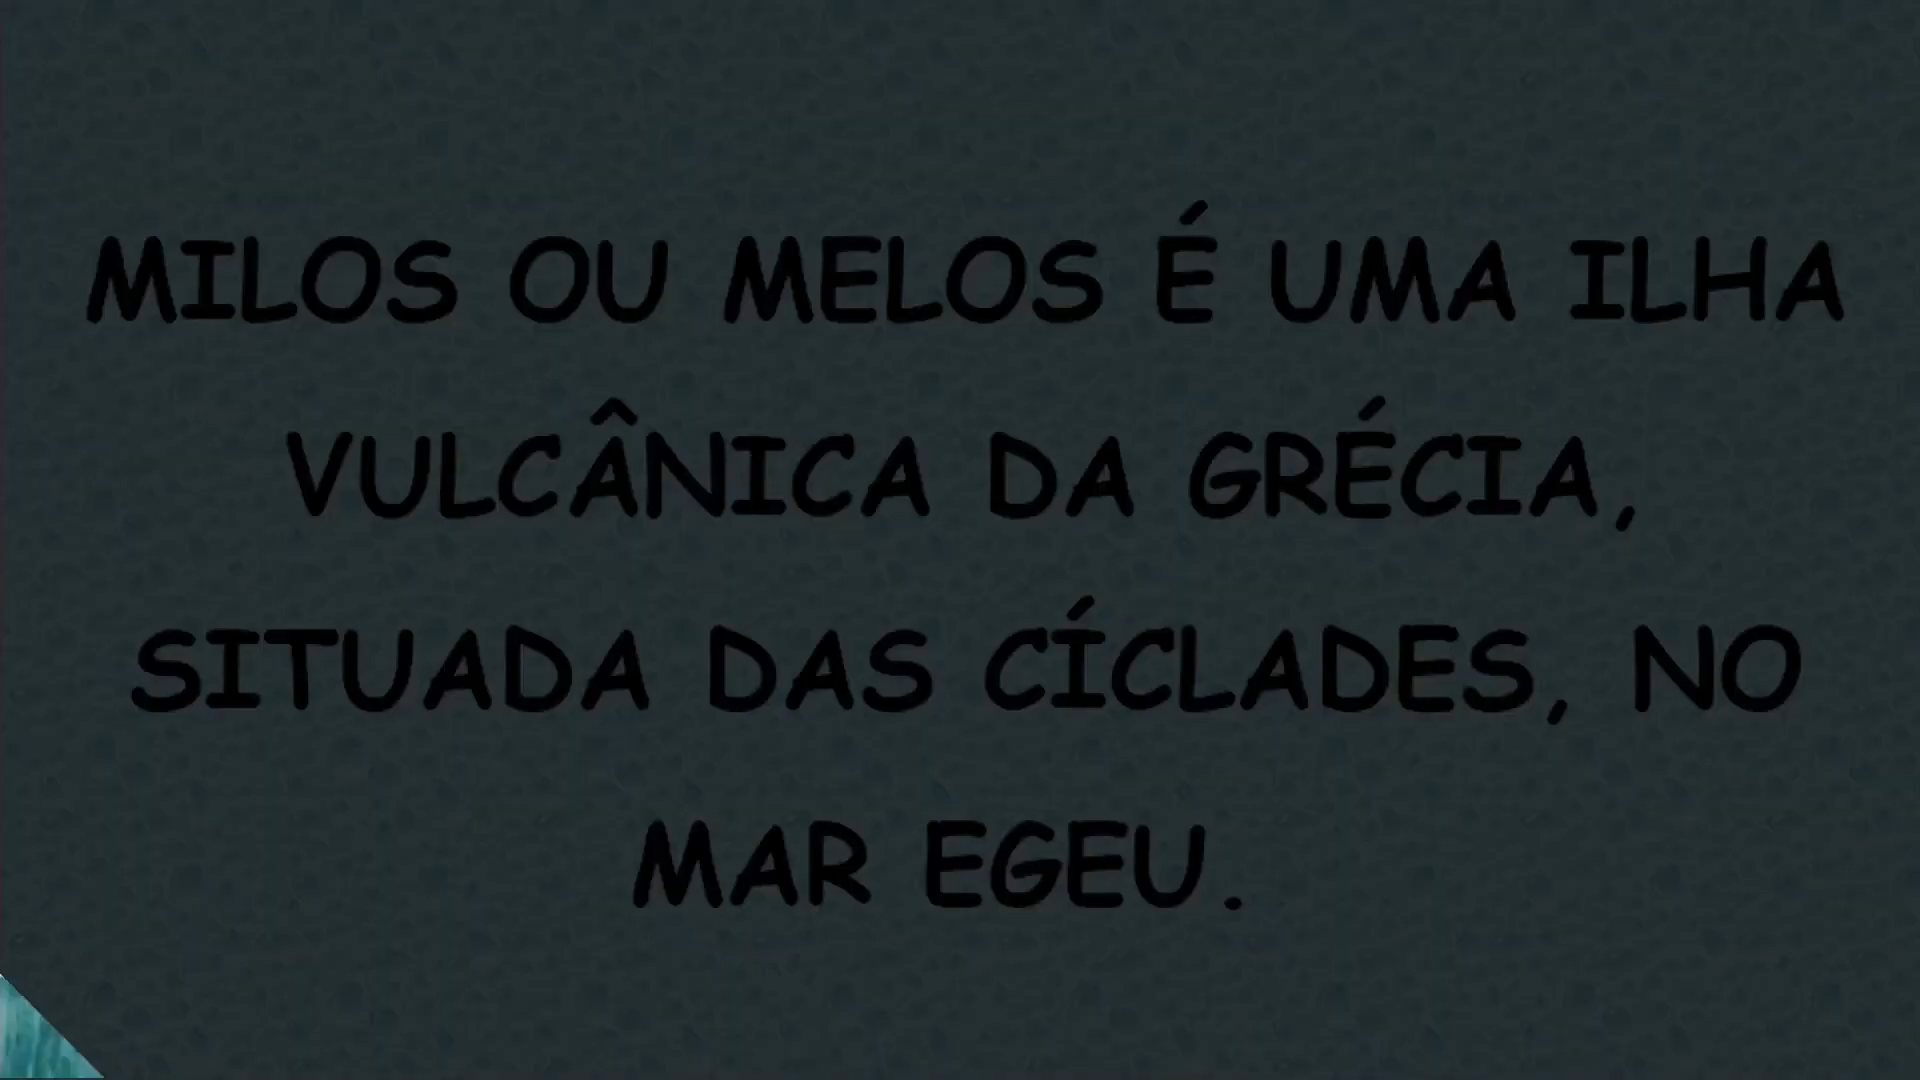 MILOS OU MELOS É UMA ILHA
VULCÂNICA DA GRÉCIA,
SITUADA DAS CÍCLADES, NO
MAR EGEU.